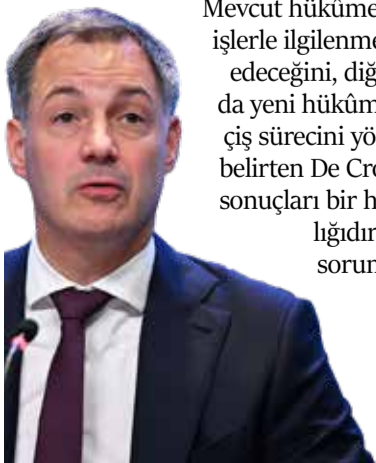 Mevcut hükûme
işlerle ilgilenme
edeceğini, diğ
da yeni hükûm
çiş sürecini yö
belirten De Cro
sonuçları bir h
lığıdır
sorun